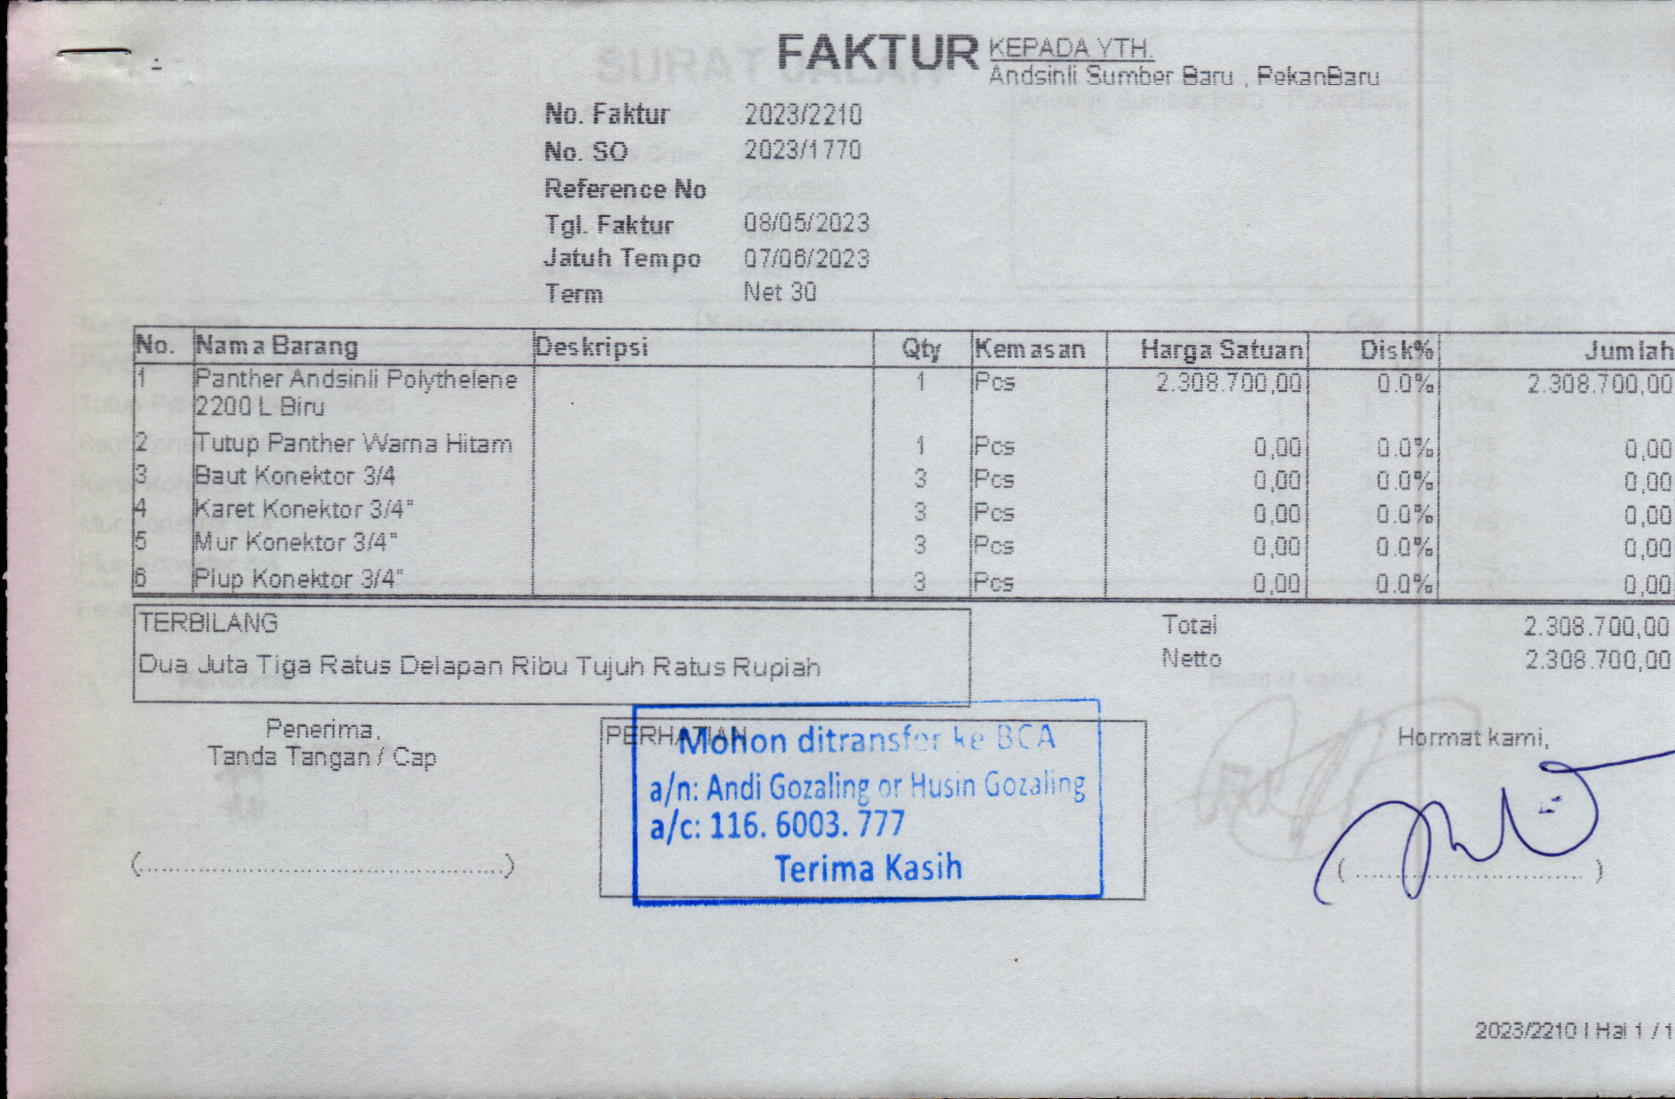 FAKTUR
KEPADA YTH.
Andsinli Sumber Baru , PekanBaru
No. Faktur 2023/2210
No. SO 2023/1770
Reference No
Tgl. Faktur 08/05/2023
Jatuh Tempo 07/06/2023
Term Net 30
No. Nama Barang Deskripsi Qty Kemasan Harga Satuan Disk% Jumlah
1 Panther Andsinli Polythelene 1 Pcs 2.308.700,00 0.0% 2.308.700,00
2200 L Biru
2 Tutup Panther Warna Hitam 1 Pcs 0,00 0.0% 0,00
3 Baut Konektor 3/4 3 Pcs 0,00 0.0% 0,00
4 Karet Konektor 3/4" 3 Pcs 0,00 0.0% 0,00
5 Mur Konektor 3/4" 3 Pcs 0,00 0.0% 0,00
6 Plup Konektor 3/4" 3 Pcs 0,00 0.0% 0,00
TERBILANG
Dua Juta Tiga Ratus Delapan Ribu Tujuh Ratus Rupiah
Total 2.308.700,00
Netto 2.308.700,00
Penerima,
Tanda Tangan / Cap
PERHATIAN
Mohon ditransfer ke BCA
a/n: Andi Gozaling or Husin Gozaling
a/c: 116. 6003. 777
Terima Kasih
Hormat kami,
2023/2210 | Hal 1 / 1